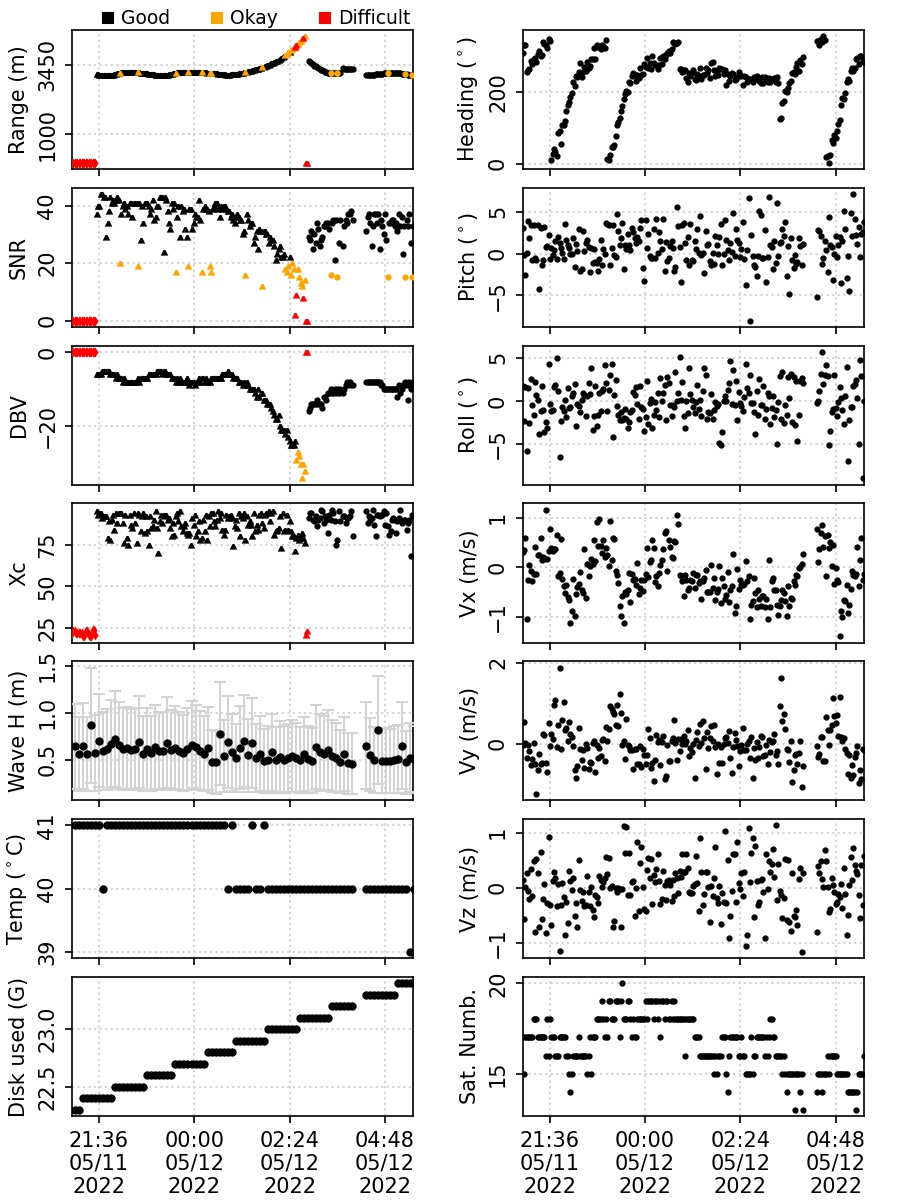 Good Okay Difficult
Range (m)
3450
1000
Heading (°)
200
0
SNR
40
20
0
Pitch (°)
5
0
−5
DBV
0
−20
Roll (°)
5
0
−5
Xc
75
50
25
Vx (m/s)
1
0
−1
Wave H (m)
1.5
1.0
0.5
Vy (m/s)
2
0
Temp (°C)
41
40
39
Vz (m/s)
1
0
−1
Disk used (G)
23.0
22.5
Sat. Numb.
20
15
21:36 00:00 02:24 04:48
05/11 05/12 05/12 05/12
2022 2022 2022 2022
21:36 00:00 02:24 04:48
05/11 05/12 05/12 05/12
2022 2022 2022 2022